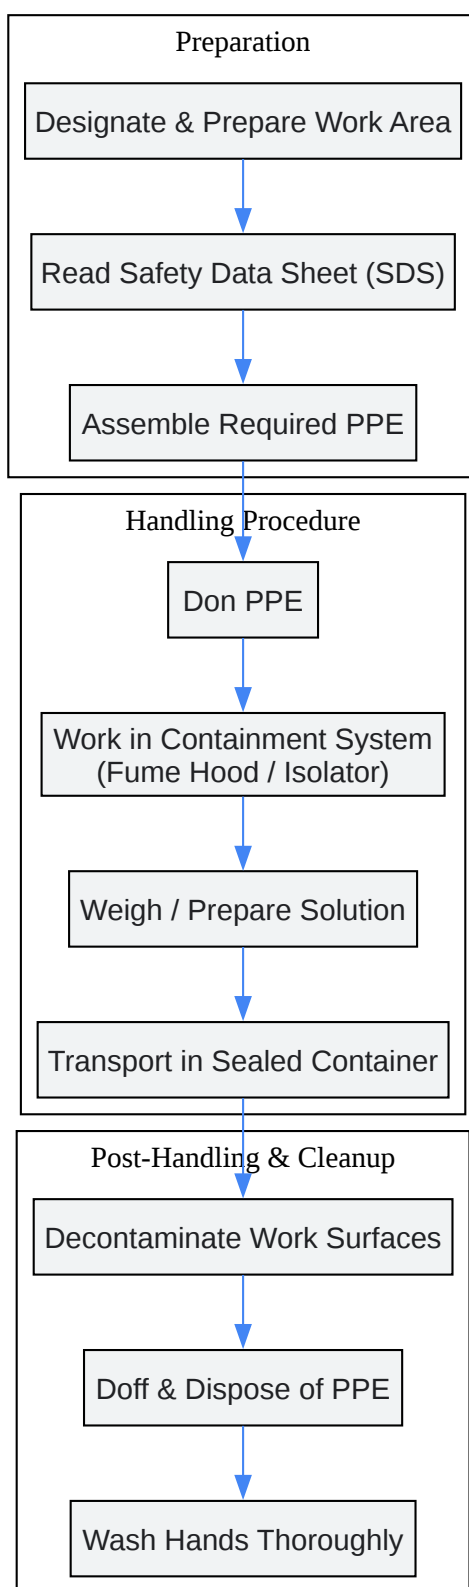 Preparation
Designate & Prepare Work Area
Read Safety Data Sheet (SDS)
Assemble Required PPE
Handling Procedure
Don PPE
Work in Containment System
(Fume Hood / Isolator)
Weigh / Prepare Solution
Transport in Sealed Container
Post-Handling & Cleanup
Decontaminate Work Surfaces
Doff & Dispose of PPE
Wash Hands Thoroughly